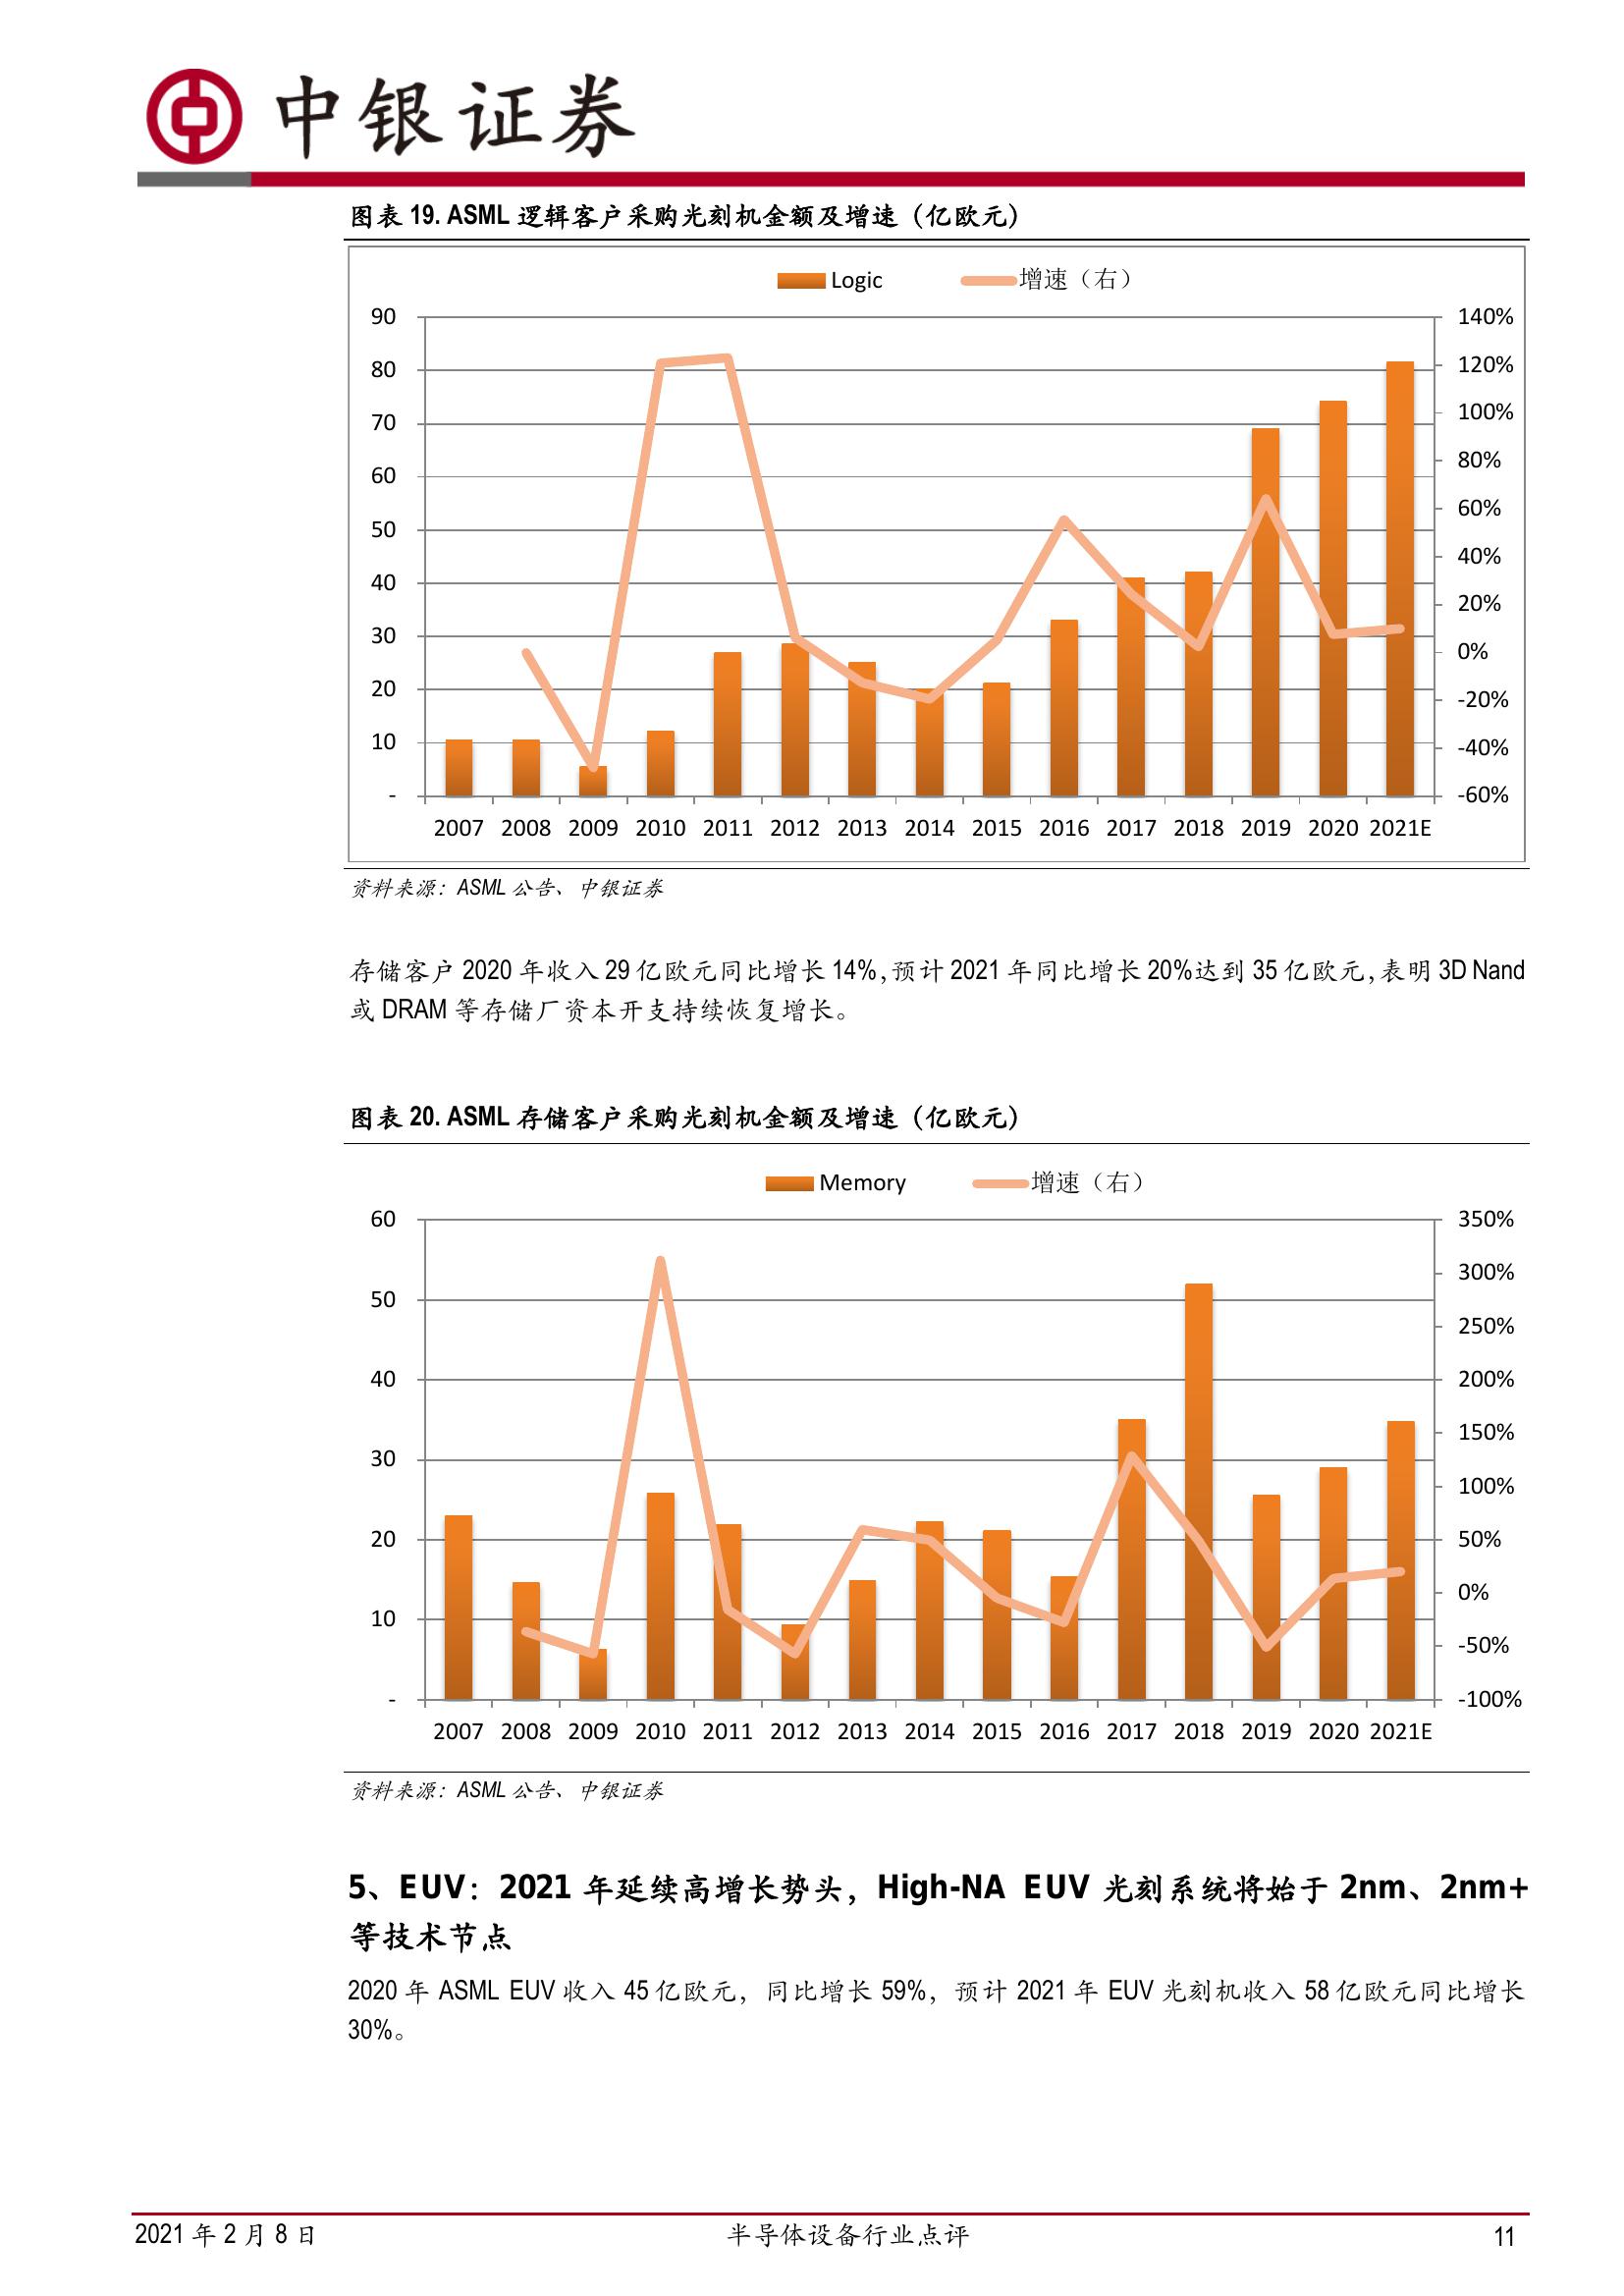 中银证券
图表 19. ASML 逻辑客户采购光刻机金额及增速（亿欧元）
Logic 增速（右）
90 140%
80 120%
70 100%
60 80%
50 60%
40 40%
30 20%
20 0%
10 -20%
- -40%
-60%
2007 2008 2009 2010 2011 2012 2013 2014 2015 2016 2017 2018 2019 2020 2021E
资料来源：ASML 公告、中银证券
存储客户 2020 年收入 29 亿欧元同比增长 14%，预计 2021 年同比增长 20%达到 35 亿欧元，表明 3D Nand
或 DRAM 等存储厂资本开支持续恢复增长。
图表 20. ASML 存储客户采购光刻机金额及增速（亿欧元）
Memory 增速（右）
60 350%
50 300%
40 250%
30 200%
20 150%
10 100%
- 50%
0%
-50%
-100%
2007 2008 2009 2010 2011 2012 2013 2014 2015 2016 2017 2018 2019 2020 2021E
资料来源：ASML 公告、中银证券
5、EUV：2021 年延续高增长势头，High-NA EUV 光刻系统将始于 2nm、2nm+
等技术节点
2020 年 ASML EUV 收入 45 亿欧元，同比增长 59%，预计 2021 年 EUV 光刻机收入 58 亿欧元同比增长
30%。
2021 年 2 月 8 日 半导体设备行业点评 11